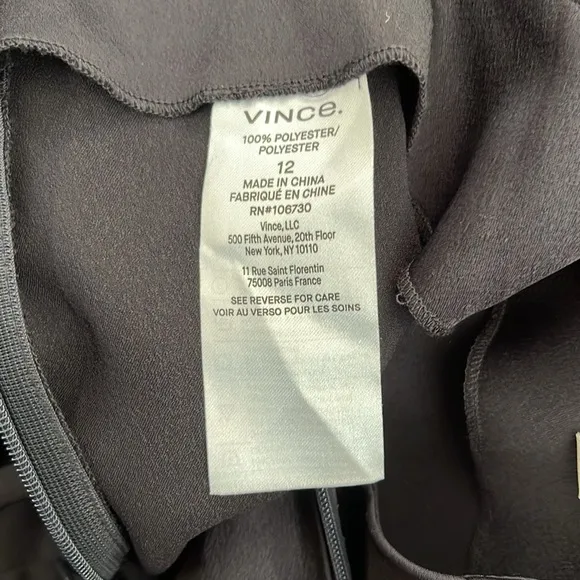 VINCe.
100% POLYESTER/
POLYESTER
12
MADE IN CHINA
FABRIQUÉ EN CHINE
RN#106730
Vince, LLC
500 Fifth Avenue, 20th Floor
New York, NY 10110
11 Rue Saint Florentin
75008 Paris France
SEE REVERSE FOR CARE
VOIR AU VERSO POUR LES SOINS